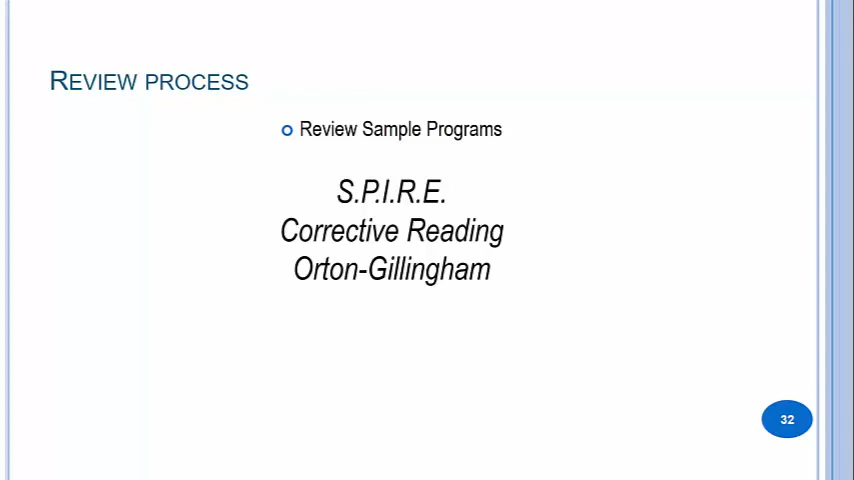 REVIEW PROCESS
Review Sample Programs
S.P.I.R.E.
Corrective Reading
Orton-Gillingham
32